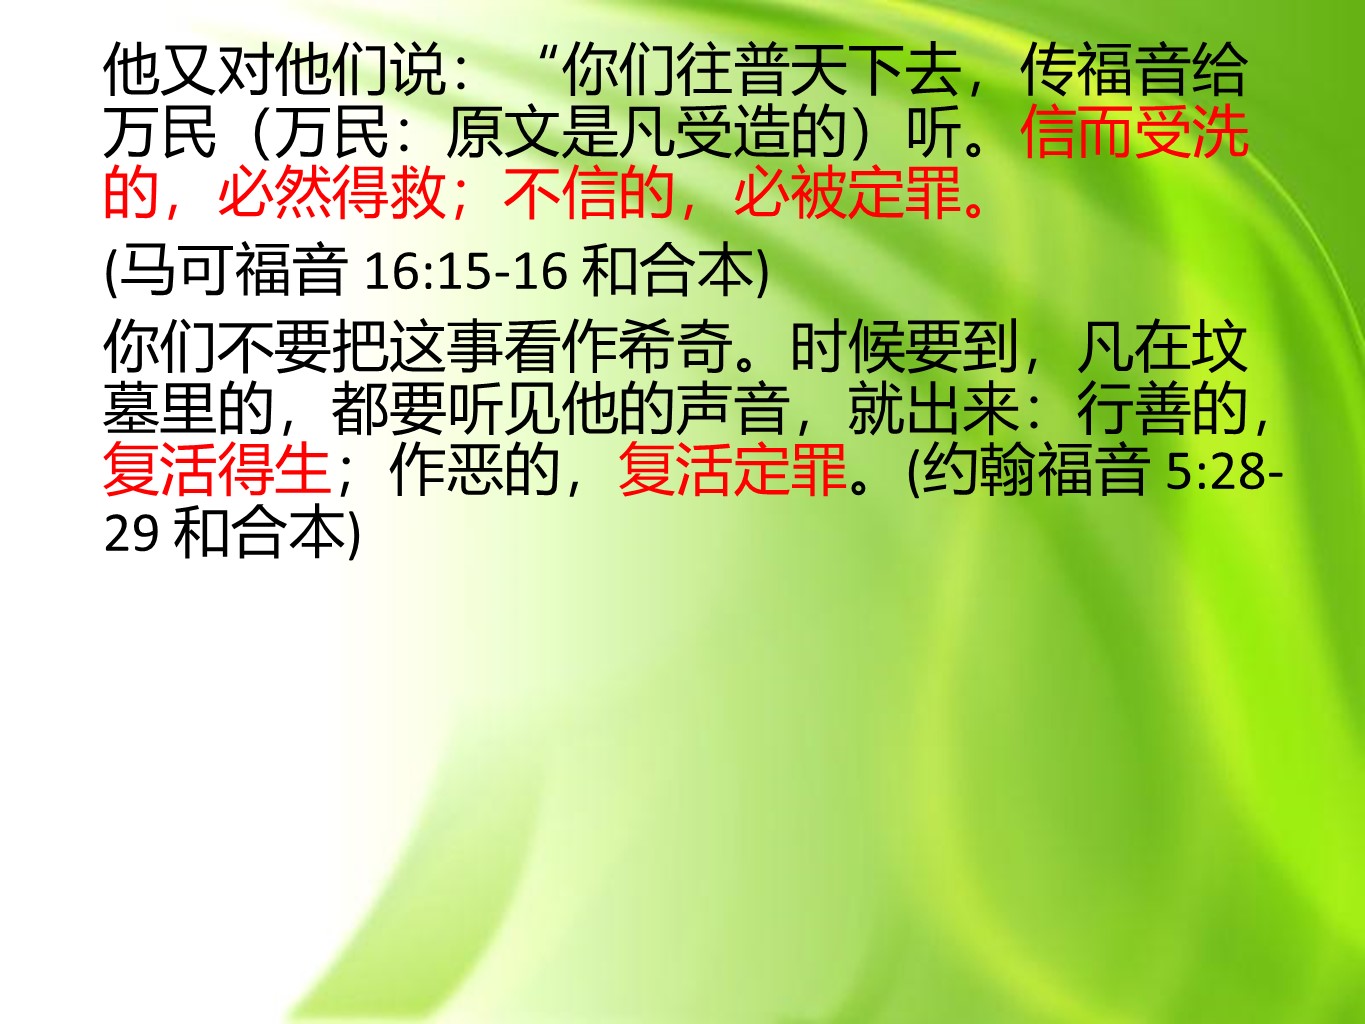 他又对他们说：“你们往普天下去，传福音给
万民（万民：原文是凡受造的）听。信而受洗
的，必然得救；不信的，必被定罪。
(马可福音 16:15-16 和合本)
你们不要把这事看作希奇。时候要到，凡在坟
墓里的，都要听见他的声音，就出来：行善的，
复活得生；作恶的，复活定罪。(约翰福音 5:28-
29 和合本)